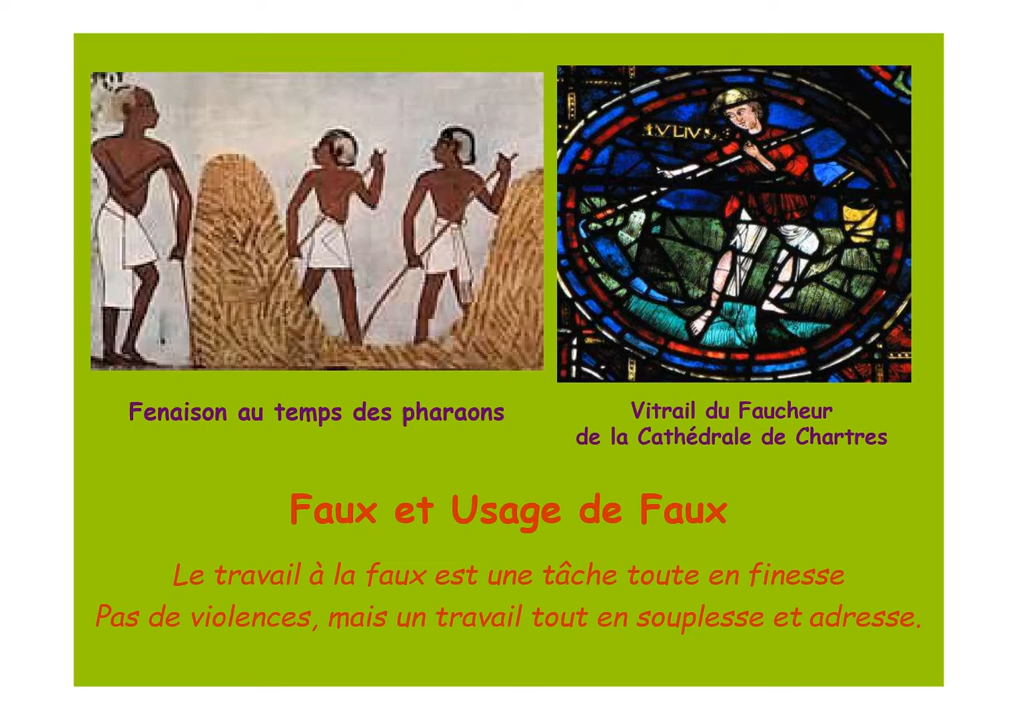 IVLIVS
Fenaison au temps des pharaons
Vitrail du Faucheur
de la Cathédrale de Chartres
Faux et Usage de Faux
Le travail à la faux est une tâche toute en finesse
Pas de violences, mais un travail tout en souplesse et adresse.